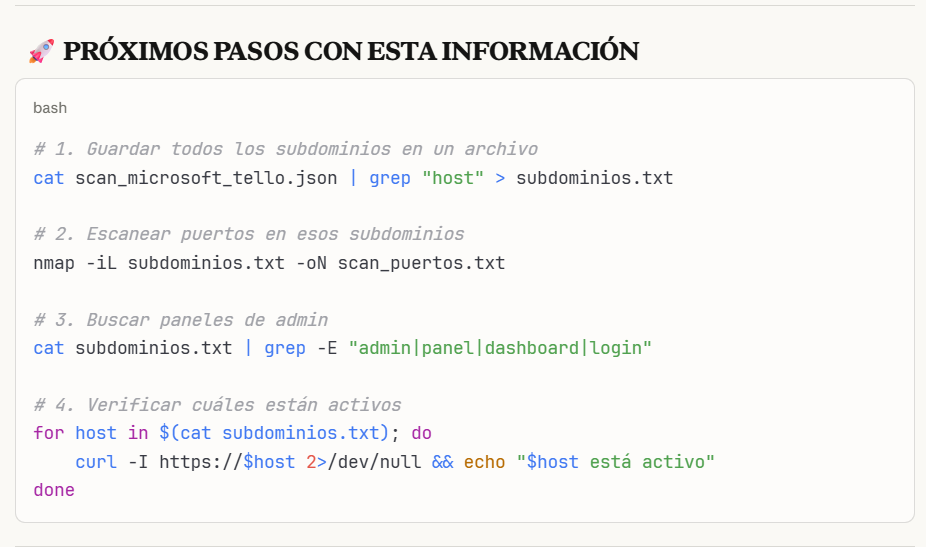 🚀 PRÓXIMOS PASOS CON ESTA INFORMACIÓN
bash
# 1. Guardar todos los subdominios en un archivo
cat scan_microsoft_tello.json | grep "host" > subdominios.txt
# 2. Escanear puertos en esos subdominios
nmap -iL subdominios.txt -oN scan_puertos.txt
# 3. Buscar paneles de admin
cat subdominios.txt | grep -E "admin|panel|dashboard|login"
# 4. Verificar cuáles están activos
for host in $(cat subdominios.txt); do
    curl -I https://$host 2>/dev/null && echo "$host está activo"
done